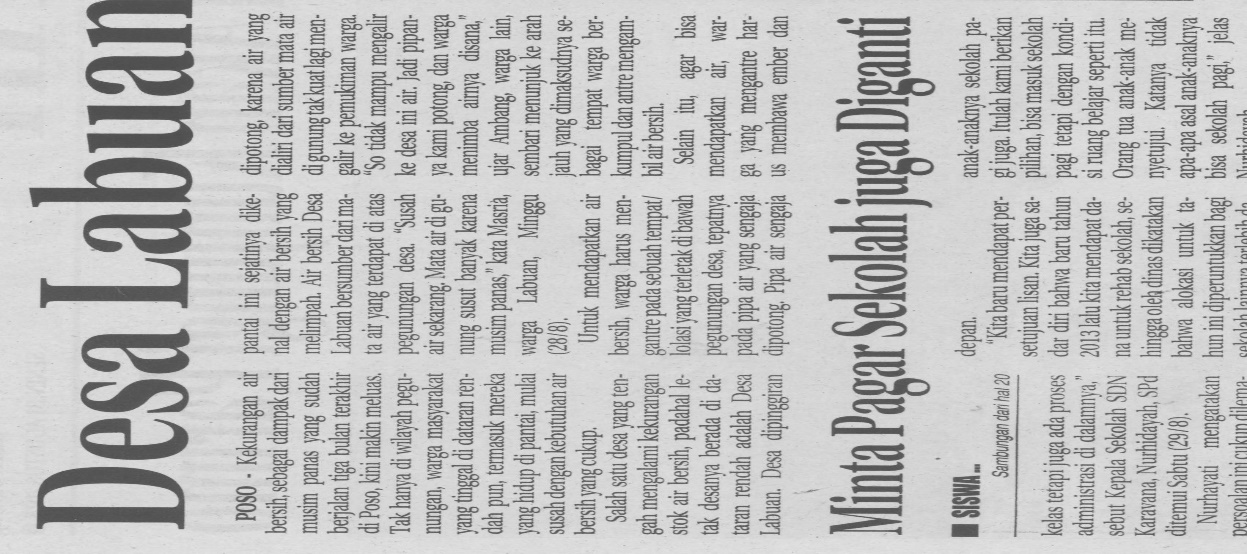 Desa Labuan
POSO - Kekurangan air
bersih, sebagai dampak dari
musim panas yang sudah
berjalan tiga bulan terakhir
di Poso, kini makin meluas.
Tak hanya di wilayah pegu-
nungan, warga masyarakat
yang tinggal di dataran ren-
dah pun, termasuk mereka
yang hidup di pantai, mulai
susah dengan kebutuhan air
bersih yang cukup.
Salah satu desa yang ten-
gah mengalami kekurangan
stok air bersih, padahal le-
tak desanya berada di da-
taran rendah adalah Desa
Labuan. Desa dipinggiran
pantai ini sejatinya dike-
nal dengan air bersih yang
melimpah. Air bersih Desa
Labuan bersumber dari ma-
ta air yang terdapat di atas
pegunungan desa. "Susah
air sekarang. Mata air di gu-
nung susut banyak karena
musim panas," kata Masrta,
warga Labuan, Minggu
(28/8).
Untuk mendapatkan air
bersih, warga harus men-
gantre pada sebuah tempat/
lolasi yang terletak di bawah
pegunungan desa, tepatnya
pada pipa air yang sengaja
dipotong. Pipa air sengaja
dipotong, karena air yang
dialiri dari sumber mata air
di gunung tak kuat lagi men-
gair ke pemukiman warga.
"So tidak mampu mengalir
ke desa ini air. Jadi pipan-
ya kami potong, dan warga
menimba airnya disana,"
ujar Ambang, warga lain,
sembari menunjuk ke arah
jauh yang dimaksudnya se-
bagai tempat warga ber-
kumpul dan antre mengam-
bil air bersih.
Selain itu, agar bisa
mendapatkan air, war-
ga yang mengantre har-
us membawa ember dan
Minta Pagar Sekolah juga Diganti
SISWA...
Sambungan dari hal 20
kelas tetapi juga ada proses
administrasi di dalamnya,"
sebut Kepala Sekolah SDN
Karavana, Nurhidayah, SPd
ditemui Sabtu (29/8).
Nurhayati mengatakan
persoalan ini cukup dilema-
depan.
"Kita baru mendapat per-
setujuan lisan. Kita juga sa-
dar diri bahwa baru tahun
2013 lalu kita mendapat da-
na untuk rehab sekolah, se-
hingga oleh dinas dikatakan
bahwa alokasi untuk ta-
hun ini diperuntukan bagi
sekolah lainnya terlebih da-
anak-anaknya sekolah pa-
gi juga. Itulah kami berikan
pilihan, bisa masuk sekolah
pagi tetapi dengan kondi-
si ruang belajar seperti itu.
Orang tua anak-anak me-
nyetujui. Katanya tidak
apa-apa asal anak-anaknya
bisa sekolah pagi," jelas
Nurhidayah.